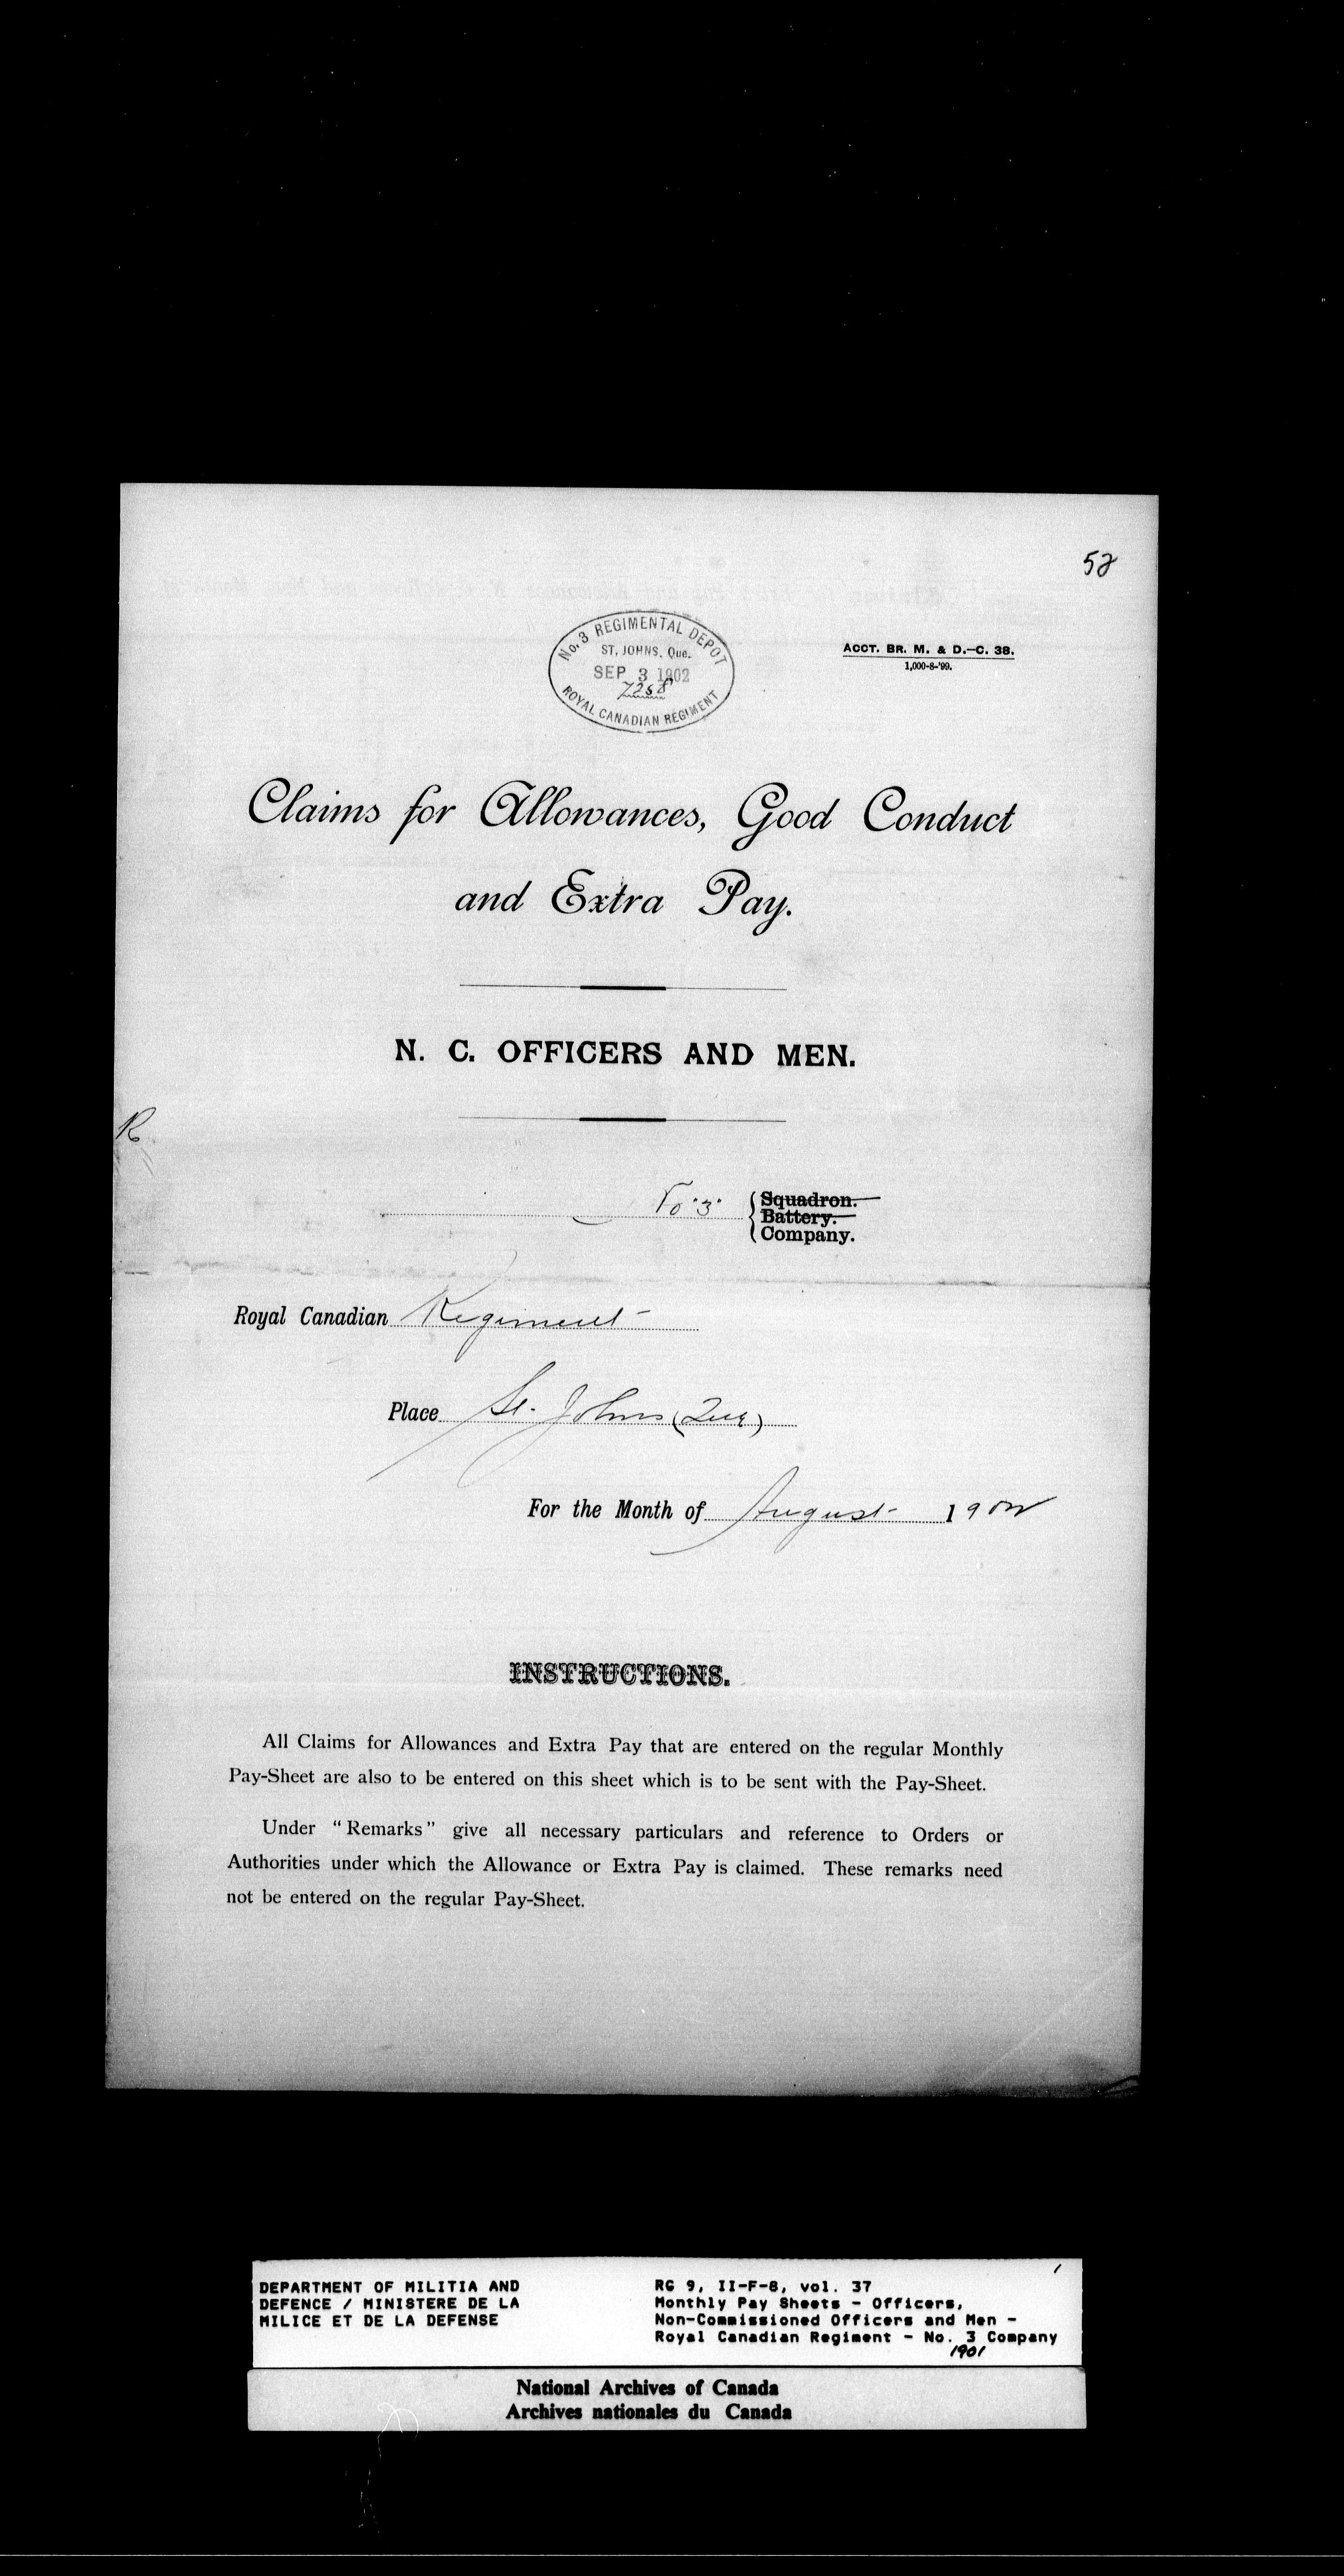 58
No. 3 REGIMENTAL DEPOT
ST. JOHNS. Que.
SEP 3 1902
7258
ROYAL CANADIAN REGIMENT
ACCT. BR. M. & D.—C. 38.
1,000-8-'99.
Claims for Allowances, Good Conduct
and Extra Pay.
N. C. OFFICERS AND MEN.
R
No. 3. Squadron.
Battery.
Company.
Royal Canadian Regiment
Place St. Johns (Que)
For the Month of August 1902
INSTRUCTIONS.
All Claims for Allowances and Extra Pay that are entered on the regular Monthly
Pay-Sheet are also to be entered on this sheet which is to be sent with the Pay-Sheet.
Under "Remarks" give all necessary particulars and reference to Orders or
Authorities under which the Allowance or Extra Pay is claimed. These remarks need
not be entered on the regular Pay-Sheet.
DEPARTMENT OF MILITIA AND
DEFENCE / MINISTERE DE LA
MILICE ET DE LA DEFENSE
RG 9, II-F-8, vol. 37
Monthly Pay Sheets - Officers,
Non-Commissioned Officers and Men -
Royal Canadian Regiment - No. 3 Company
1901
National Archives of Canada
Archives nationales du Canada